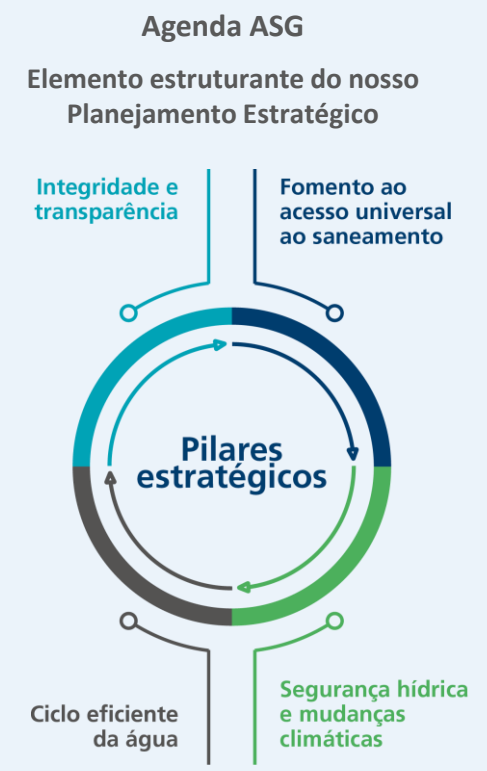 Agenda ASG
Elemento estruturante do nosso
Planejamento Estratégico
Integridade e
transparência
Fomento ao
acesso universal
ao saneamento
Pilares
estratégicos
Ciclo eficiente
da água
Segurança hídrica
e mudanças
climáticas